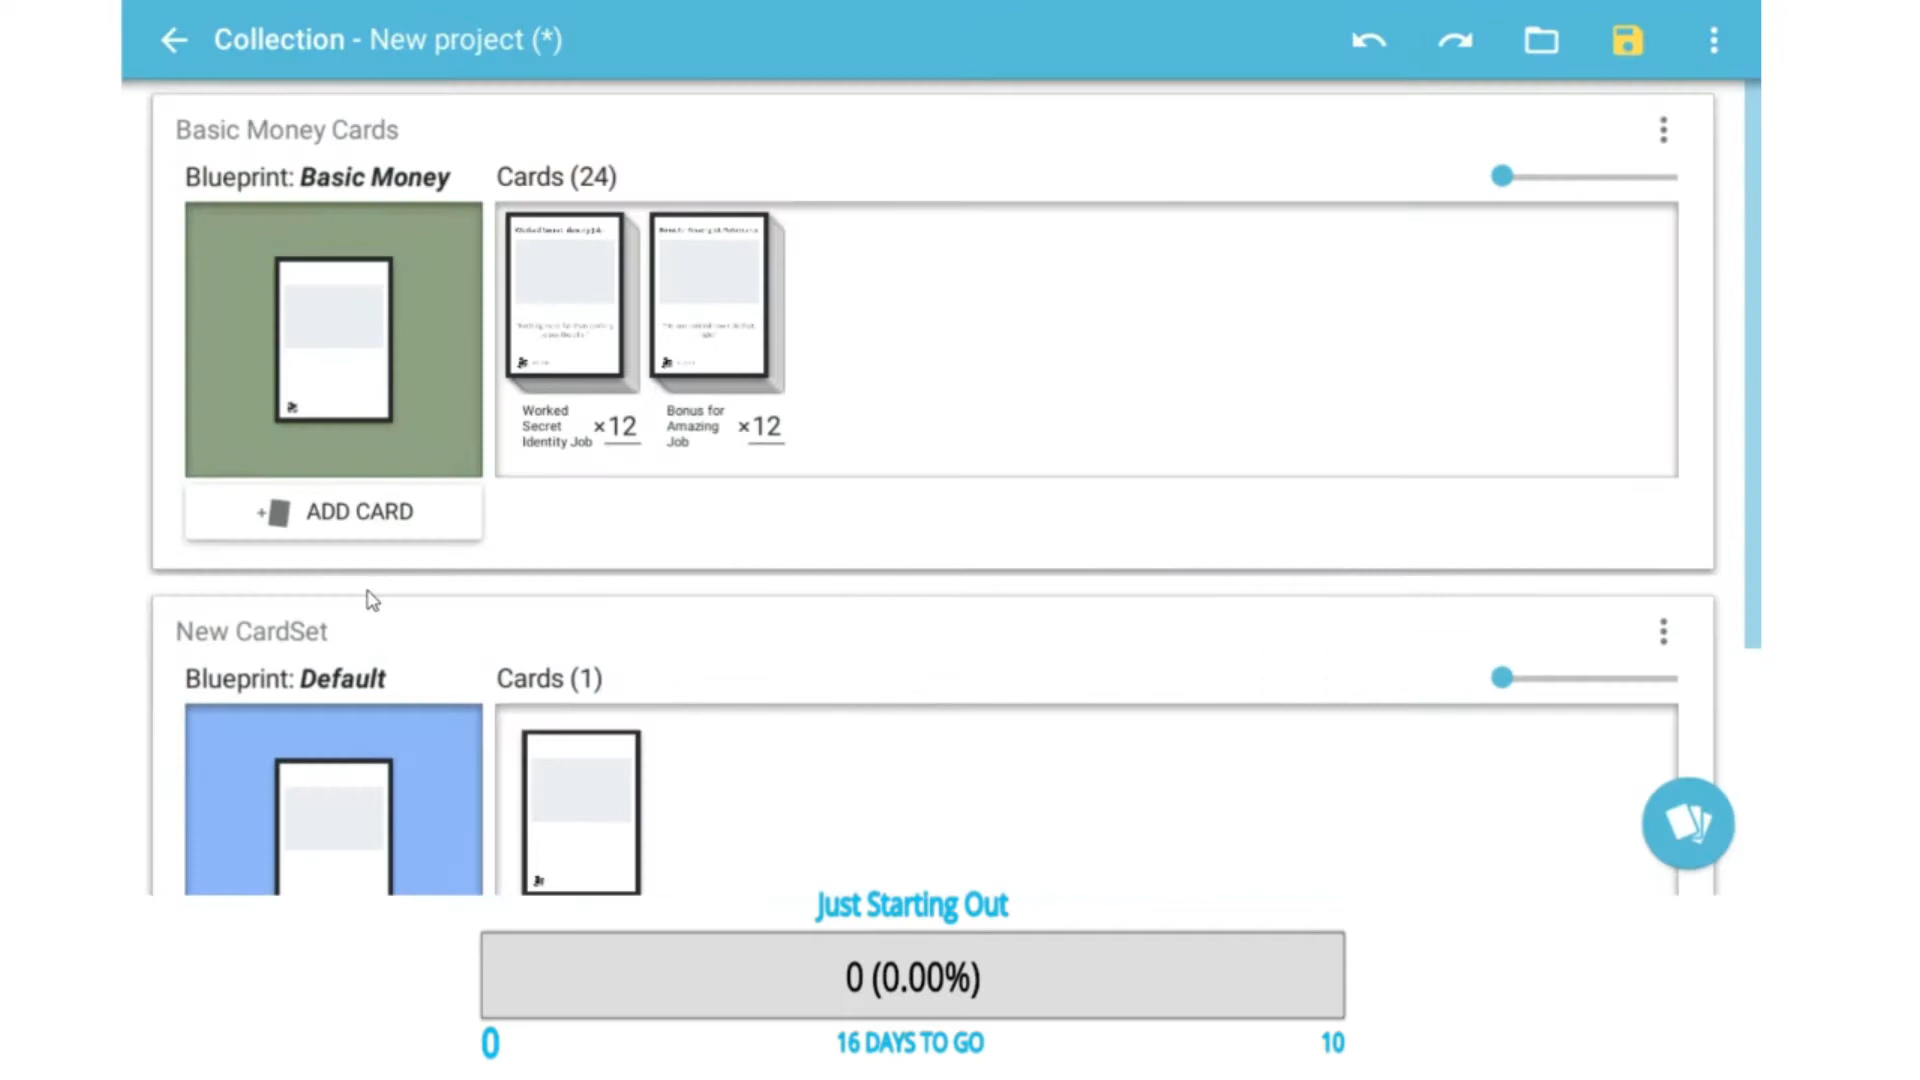 Collection - New project (*)
Basic Money Cards
Blueprint: Basic Money
Cards (24)
Worked
Secret
Identity Job
×12
Bonus for
Amazing
Job
×12
+ ADD CARD
New CardSet
Blueprint: Default
Cards (1)
Just Starting Out
0 (0.00%)
0
16 DAYS TO GO
10